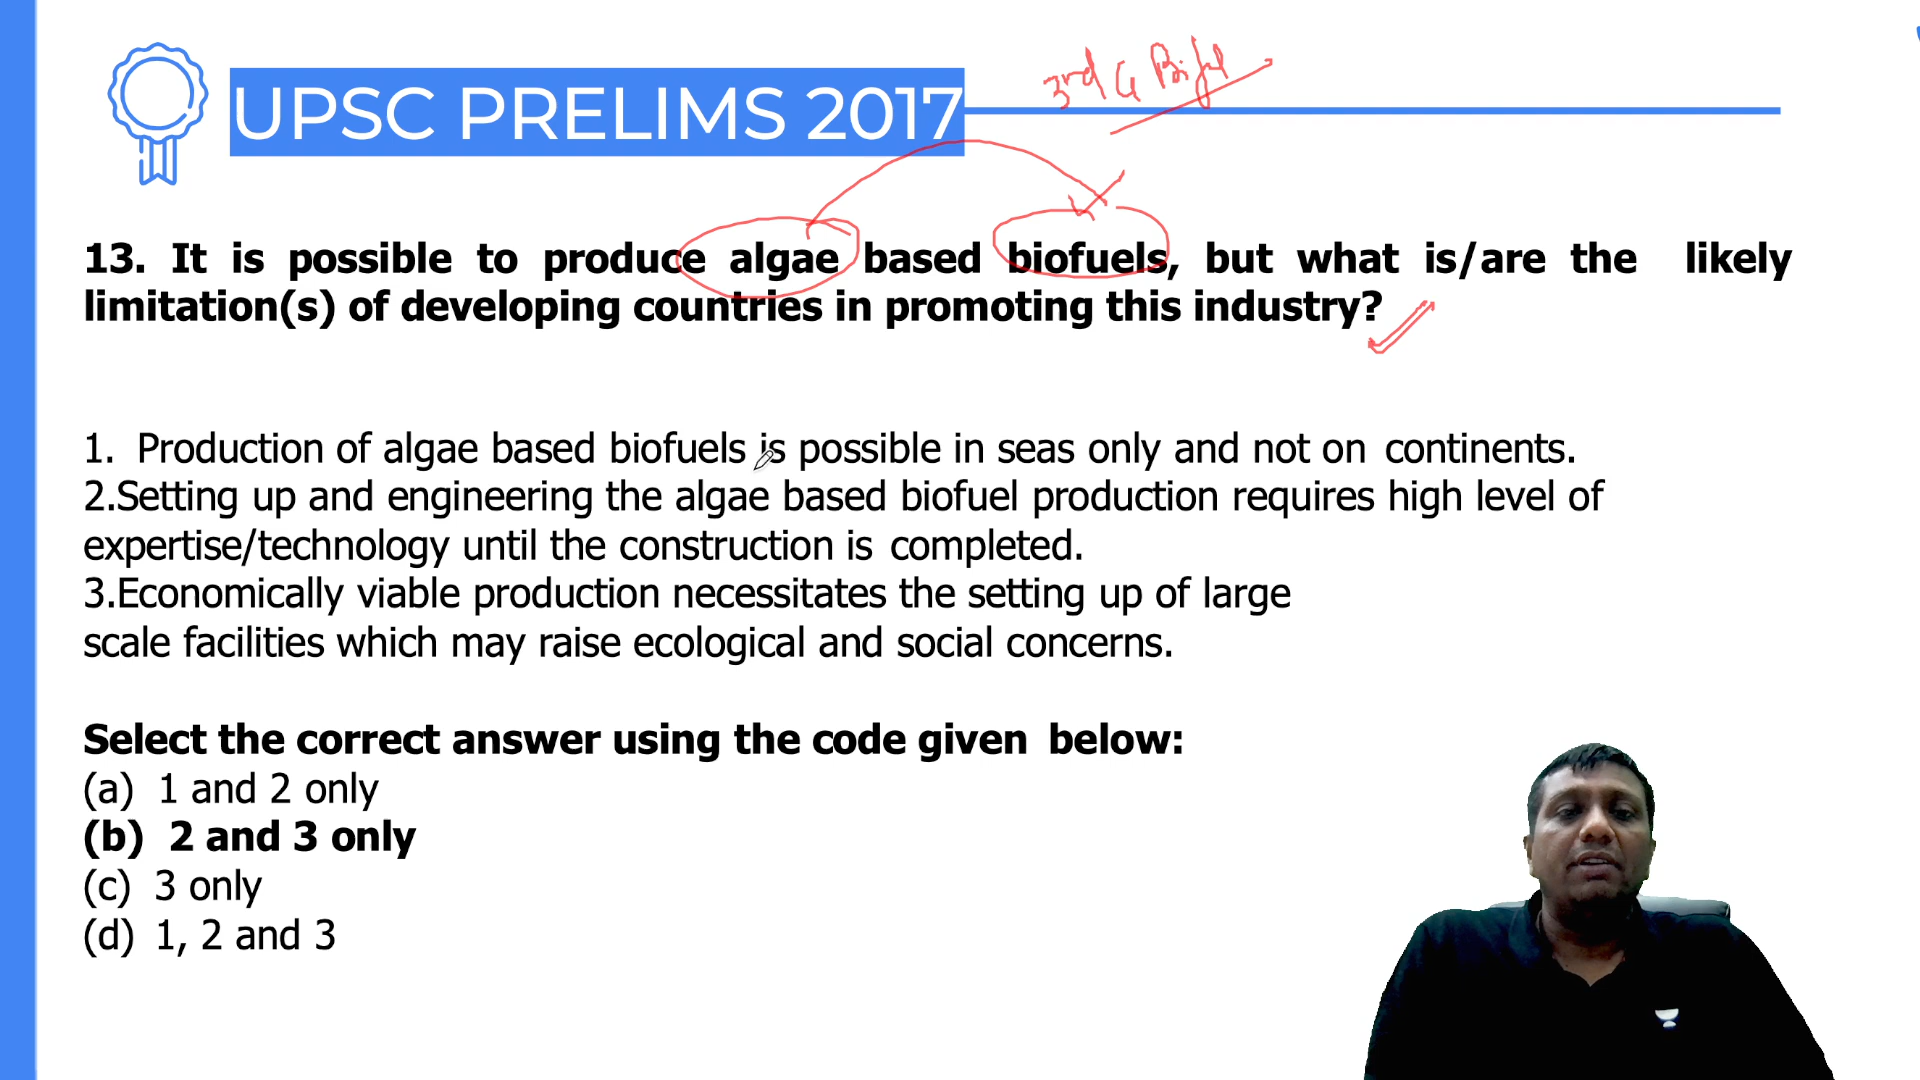 3rd G
UPSC PRELIMS 2017
13. It is possible to produce algae based biofuels, but what is/are the likely
limitation(s) of developing countries in promoting this industry?
1. Production of algae based biofuels is possible in seas only and not on continents.
2.Setting up and engineering the algae based biofuel production requires high level of
expertise/technology until the construction is completed.
3.Economically viable production necessitates the setting up of large
scale facilities which may raise ecological and social concerns.
Select the correct answer using the code given below:
(a) 1 and 2 only
(b) 2 and 3 only
(c) 3 only
(d) 1, 2 and 3